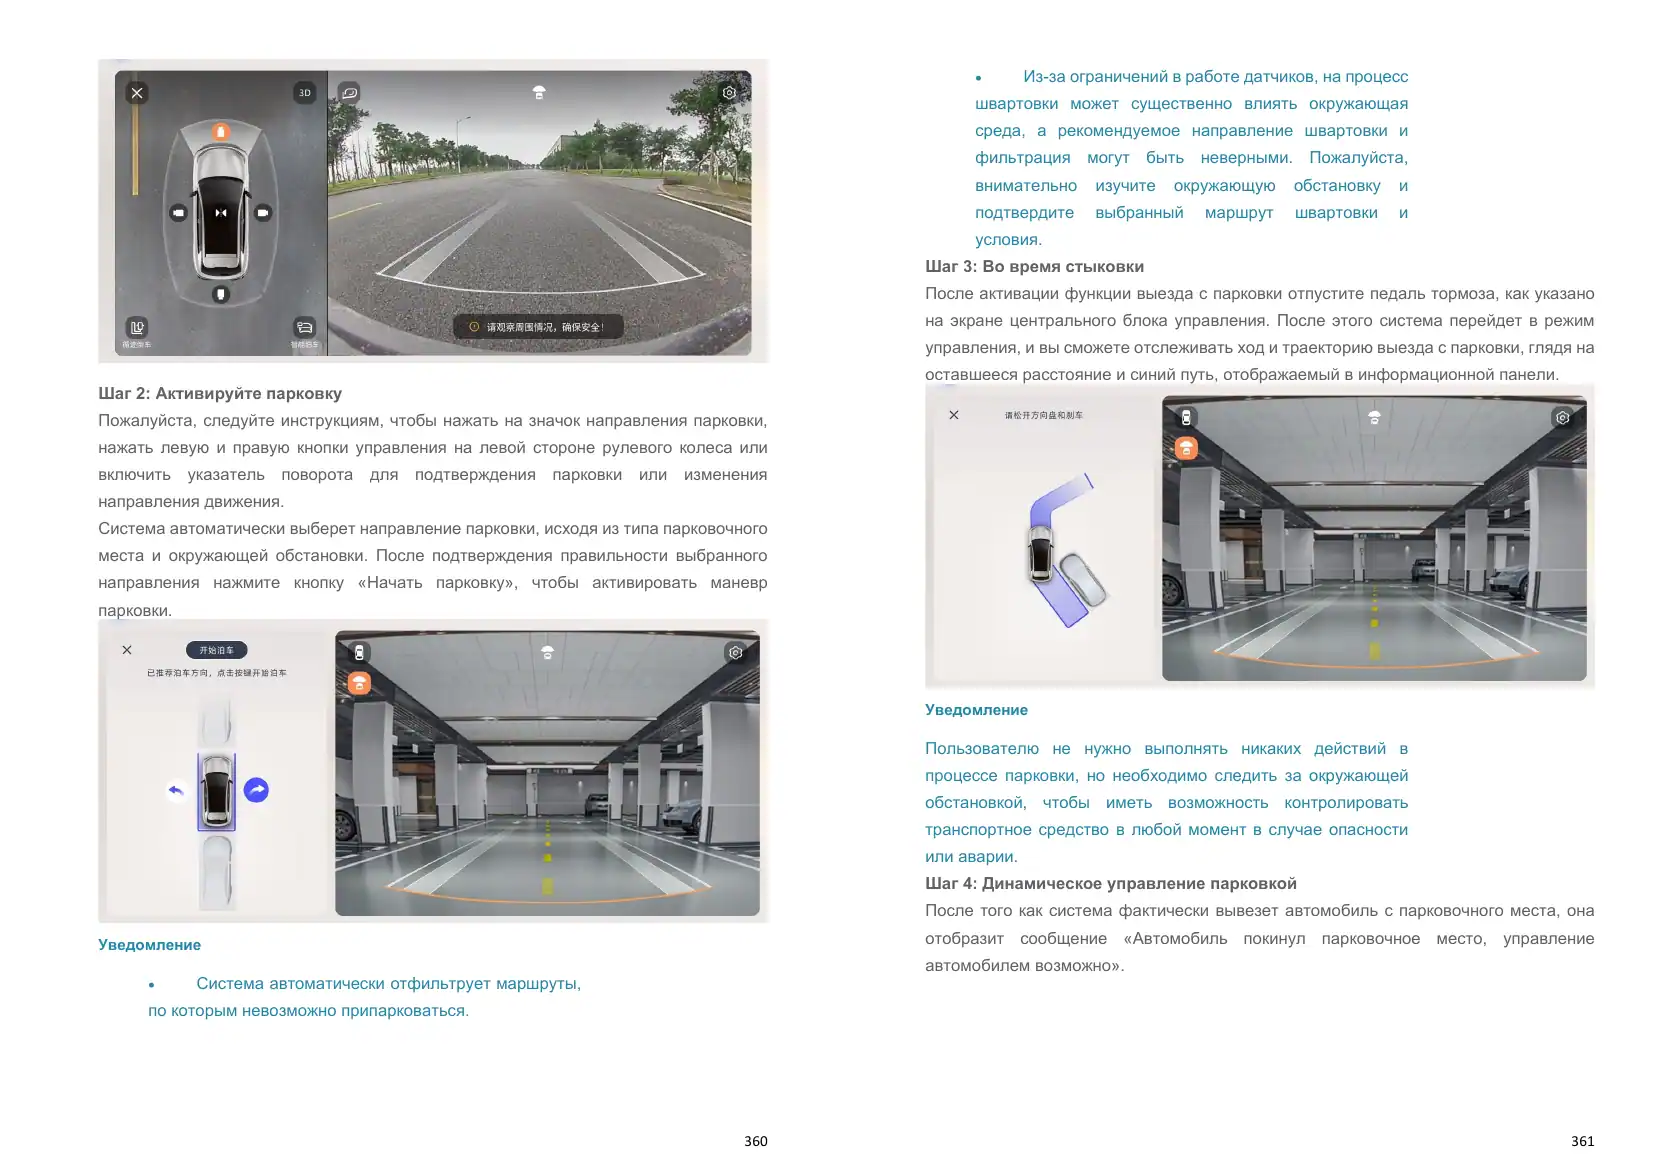 3D
请观察周围情况，确保安全！
循迹倒车
智能泊车
Шаг 2: Активируйте парковку
Пожалуйста, следуйте инструкциям, чтобы нажать на значок направления парковки,
нажать левую и правую кнопки управления на левой стороне рулевого колеса или
включить указатель поворота для подтверждения парковки или изменения
направления движения.
Система автоматически выберет направление парковки, исходя из типа парковочного
места и окружающей обстановки. После подтверждения правильности выбранного
направления нажмите кнопку «Начать парковку», чтобы активировать маневр
парковки.
开始泊车
已推荐泊车方向，点击按键开始泊车
Уведомление
• Система автоматически отфильтрует маршруты,
по которым невозможно припарковаться.
360
• Из-за ограничений в работе датчиков, на процесс
швартовки может существенно влиять окружающая
среда, а рекомендуемое направление швартовки и
фильтрация могут быть неверными. Пожалуйста,
внимательно изучите окружающую обстановку и
подтвердите выбранный маршрут швартовки и
условия.
Шаг 3: Во время стыковки
После активации функции выезда с парковки отпустите педаль тормоза, как указано
на экране центрального блока управления. После этого система перейдет в режим
управления, и вы сможете отслеживать ход и траекторию выезда с парковки, глядя на
оставшееся расстояние и синий путь, отображаемый в информационной панели.
请松开方向盘和刹车
Уведомление
Пользователю не нужно выполнять никаких действий в
процессе парковки, но необходимо следить за окружающей
обстановкой, чтобы иметь возможность контролировать
транспортное средство в любой момент в случае опасности
или аварии.
Шаг 4: Динамическое управление парковкой
После того как система фактически вывезет автомобиль с парковочного места, она
отобразит сообщение «Автомобиль покинул парковочное место, управление
автомобилем возможно».
361